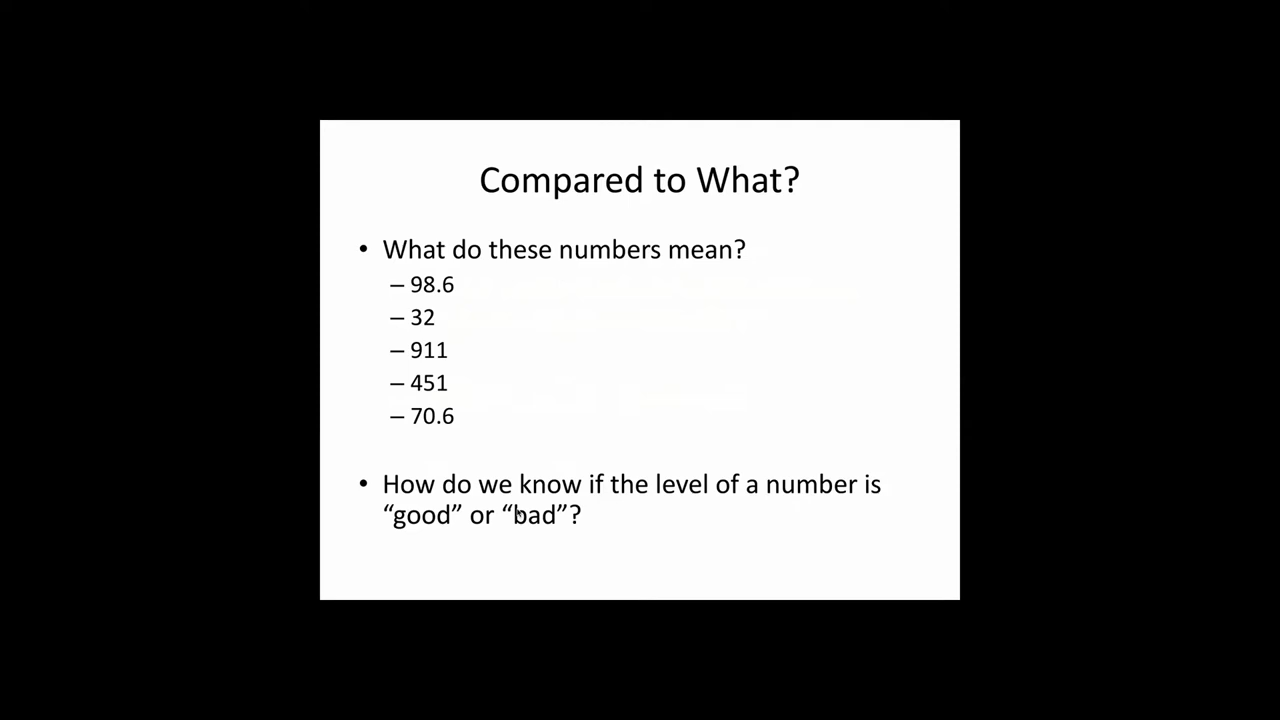 Compared to What?
• What do these numbers mean?
– 98.6
– 32
– 911
– 451
– 70.6
• How do we know if the level of a number is
“good” or “bad”?